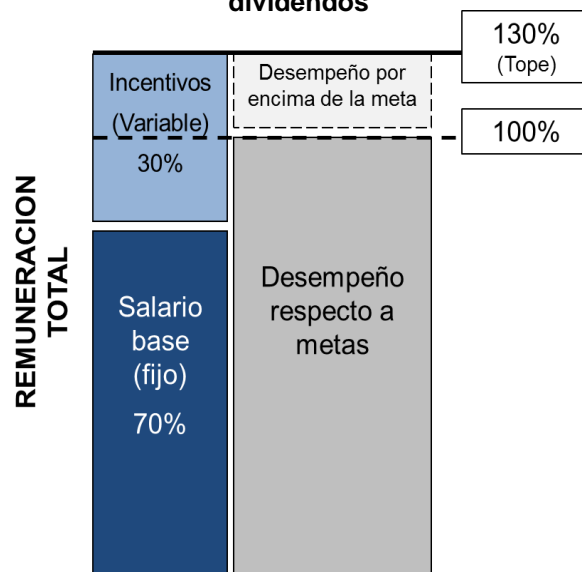 dividendos
130%
(Tope)
Incentivos
(Variable)
30%
Desempeño por
encima de la meta
100%
REMUNERACION
TOTAL
Salario
base
(fijo)
70%
Desempeño
respecto a
metas